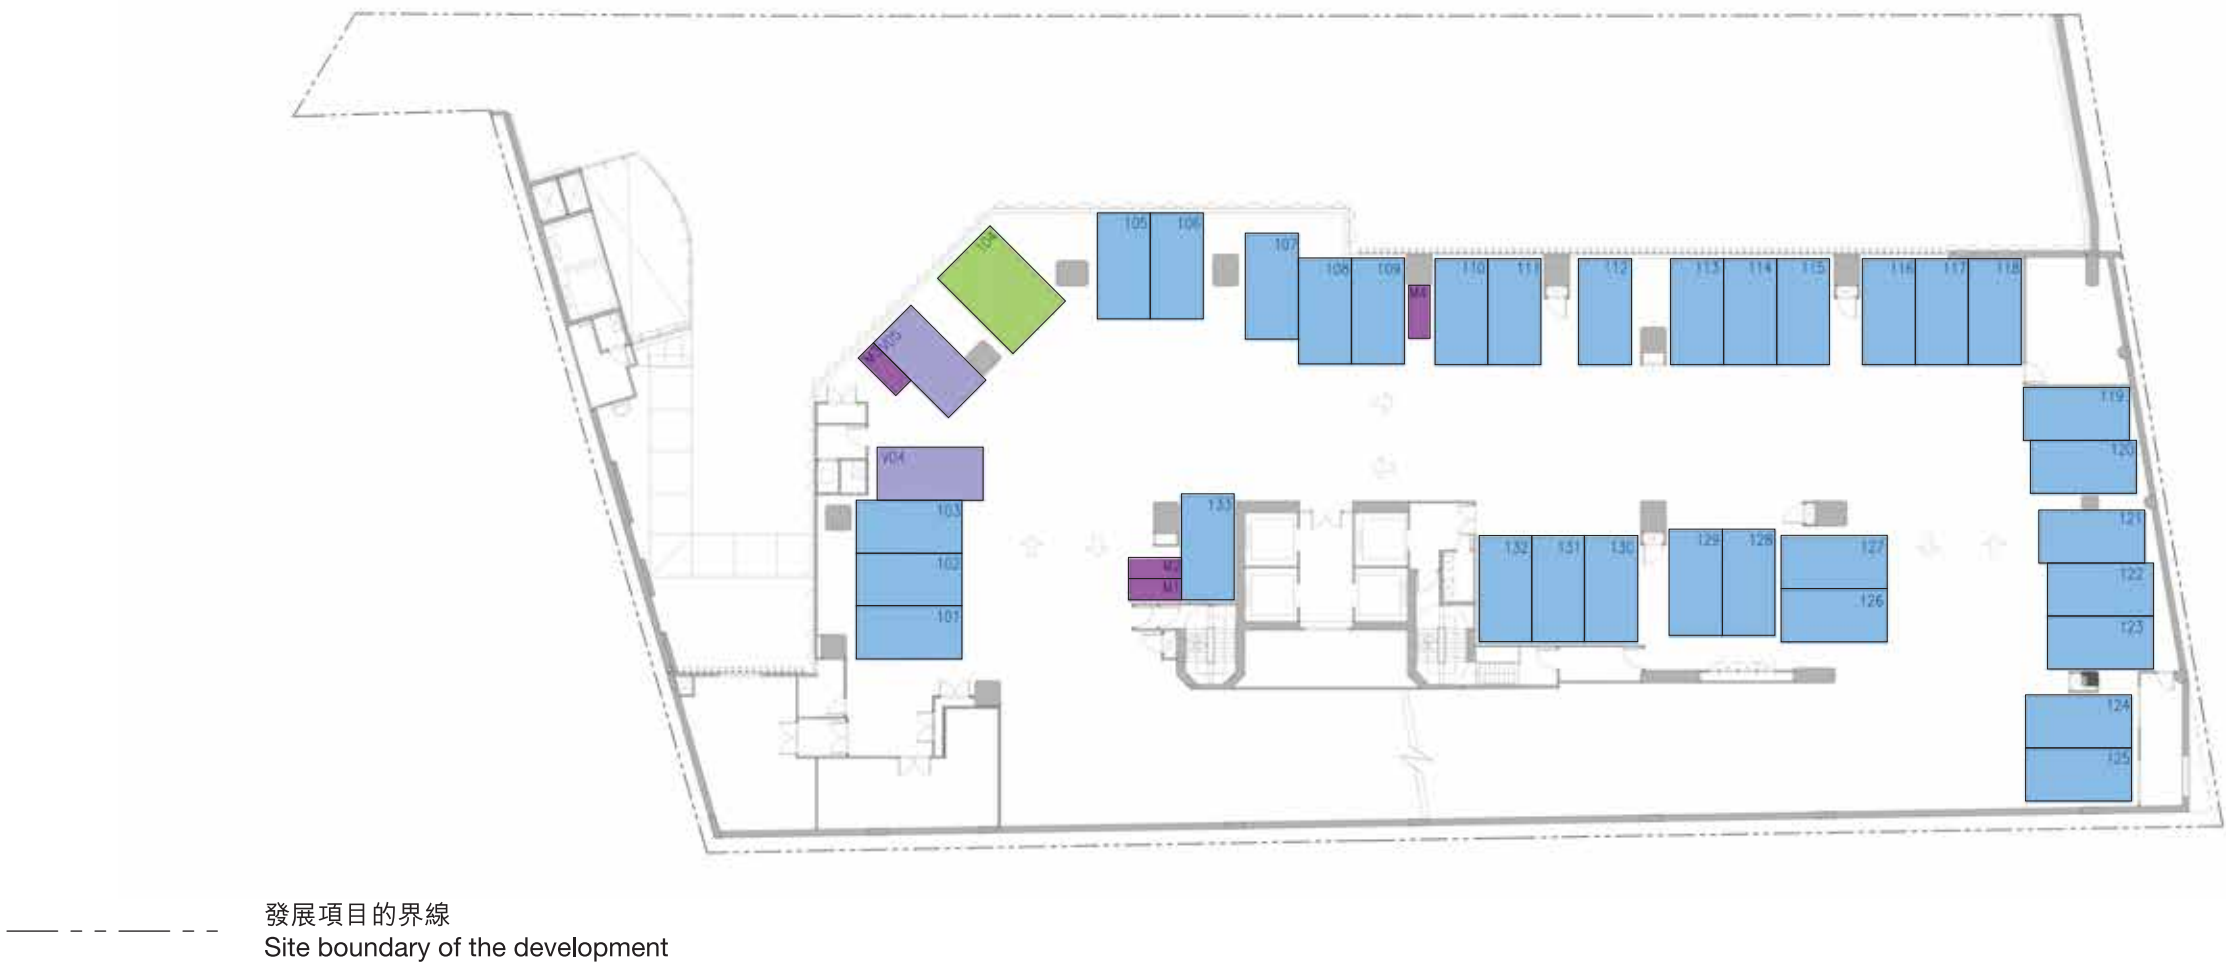 105 106
104
107
108 109 M4 110 111 112 113 114 115 116 117 118
M3 V05
119
V04
120
103
133
121
132 131 130 129 128 127
102
M2
122
M1
126
101
123
124
125
發展項目的界線
Site boundary of the development